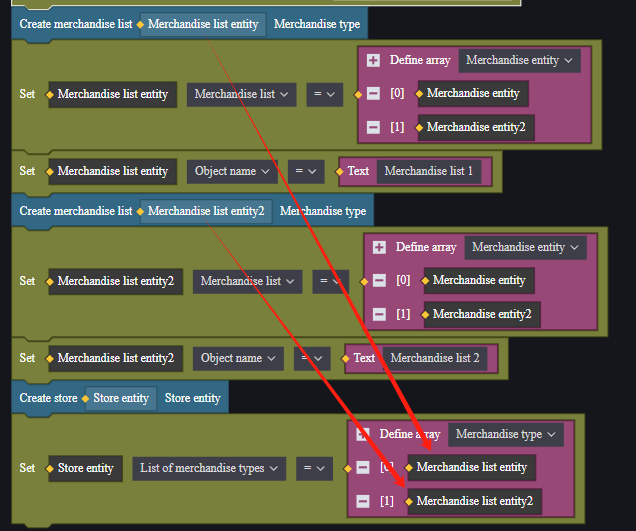 Create merchandise list Merchandise list entity Merchandise type
Define array Merchandise entity
Set Merchandise list entity Merchandise list = [0] Merchandise entity
[1] Merchandise entity2
Set Merchandise list entity Object name = Text Merchandise list 1
Create merchandise list Merchandise list entity2 Merchandise type
Define array Merchandise entity
Set Merchandise list entity2 Merchandise list = [0] Merchandise entity
[1] Merchandise entity2
Set Merchandise list entity2 Object name = Text Merchandise list 2
Create store Store entity Store entity
Define array Merchandise type
Set Store entity List of merchandise types = [0] Merchandise list entity
[1] Merchandise list entity2